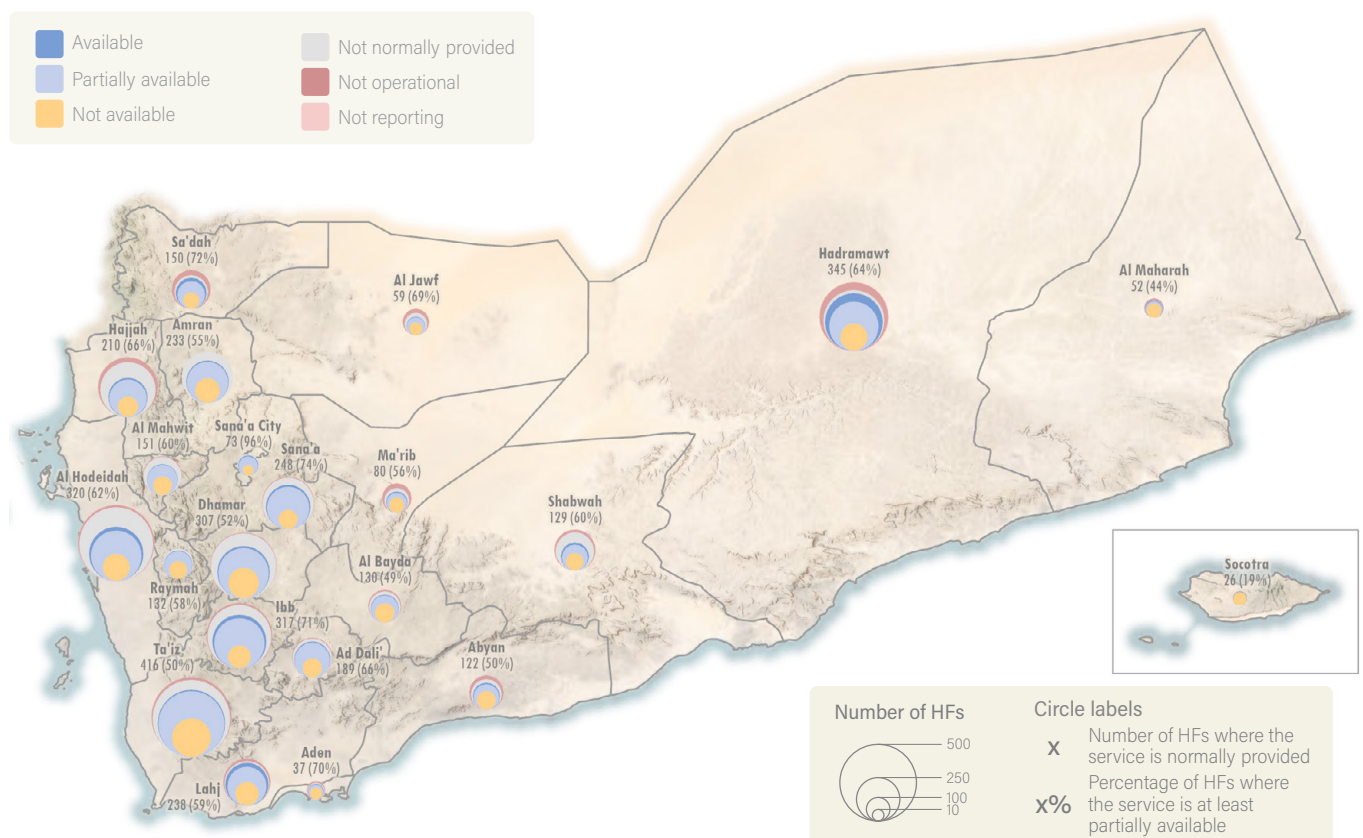 Available
Partially available
Not available
Not normally provided
Not operational
Not reporting
Sa'dah
150 (72%)
Al Jawf
59 (69%)
Hadramawt
345 (64%)
Al Maharah
52 (44%)
Hajjah
210 (66%)
Amran
233 (55%)
Al Mahwit
151 (60%)
Sana'a City
73 (96%)
Sana'a
248 (74%)
Ma'rib
80 (56%)
Al Hodeidah
320 (62%)
Dhamar
307 (52%)
Shabwah
129 (60%)
Al Bayda
130 (49%)
Raymah
132 (58%)
Ibb
317 (71%)
Socotra
26 (19%)
Ta'iz
416 (50%)
Ad Dali'
189 (66%)
Abyan
122 (50%)
Aden
37 (70%)
Lahj
238 (59%)
Number of HFs
500
250
100
10
Circle labels
x
Number of HFs where the
service is normally provided
x%
Percentage of HFs where
the service is at least
partially available